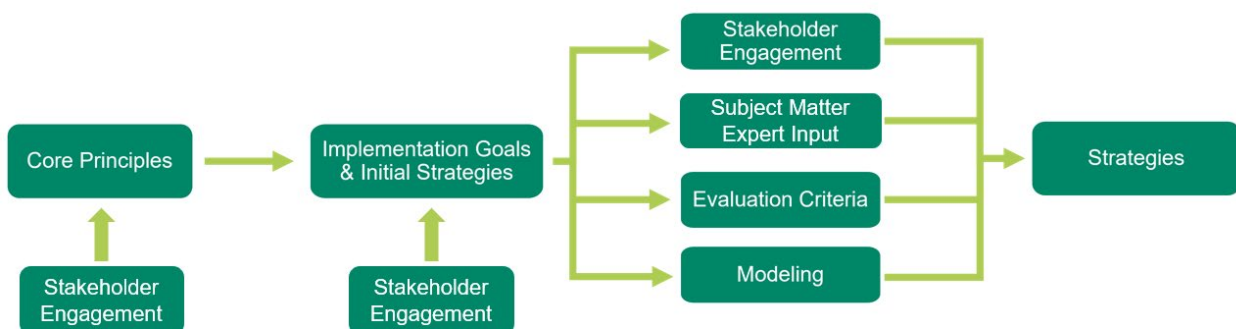 Core Principles
Stakeholder
Engagement
Implementation Goals
& Initial Strategies
Stakeholder
Engagement
Stakeholder
Engagement
Subject Matter
Expert Input
Evaluation Criteria
Modeling
Strategies